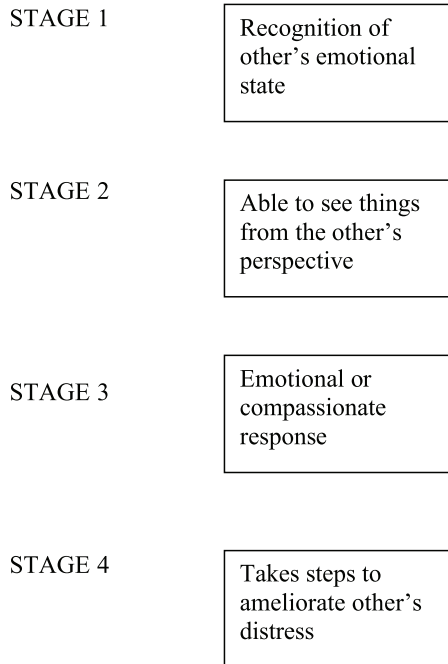 STAGE 1
Recognition of
other’s emotional
state
STAGE 2
Able to see things
from the other’s
perspective
STAGE 3
Emotional or
compassionate
response
STAGE 4
Takes steps to
ameliorate other’s
distress